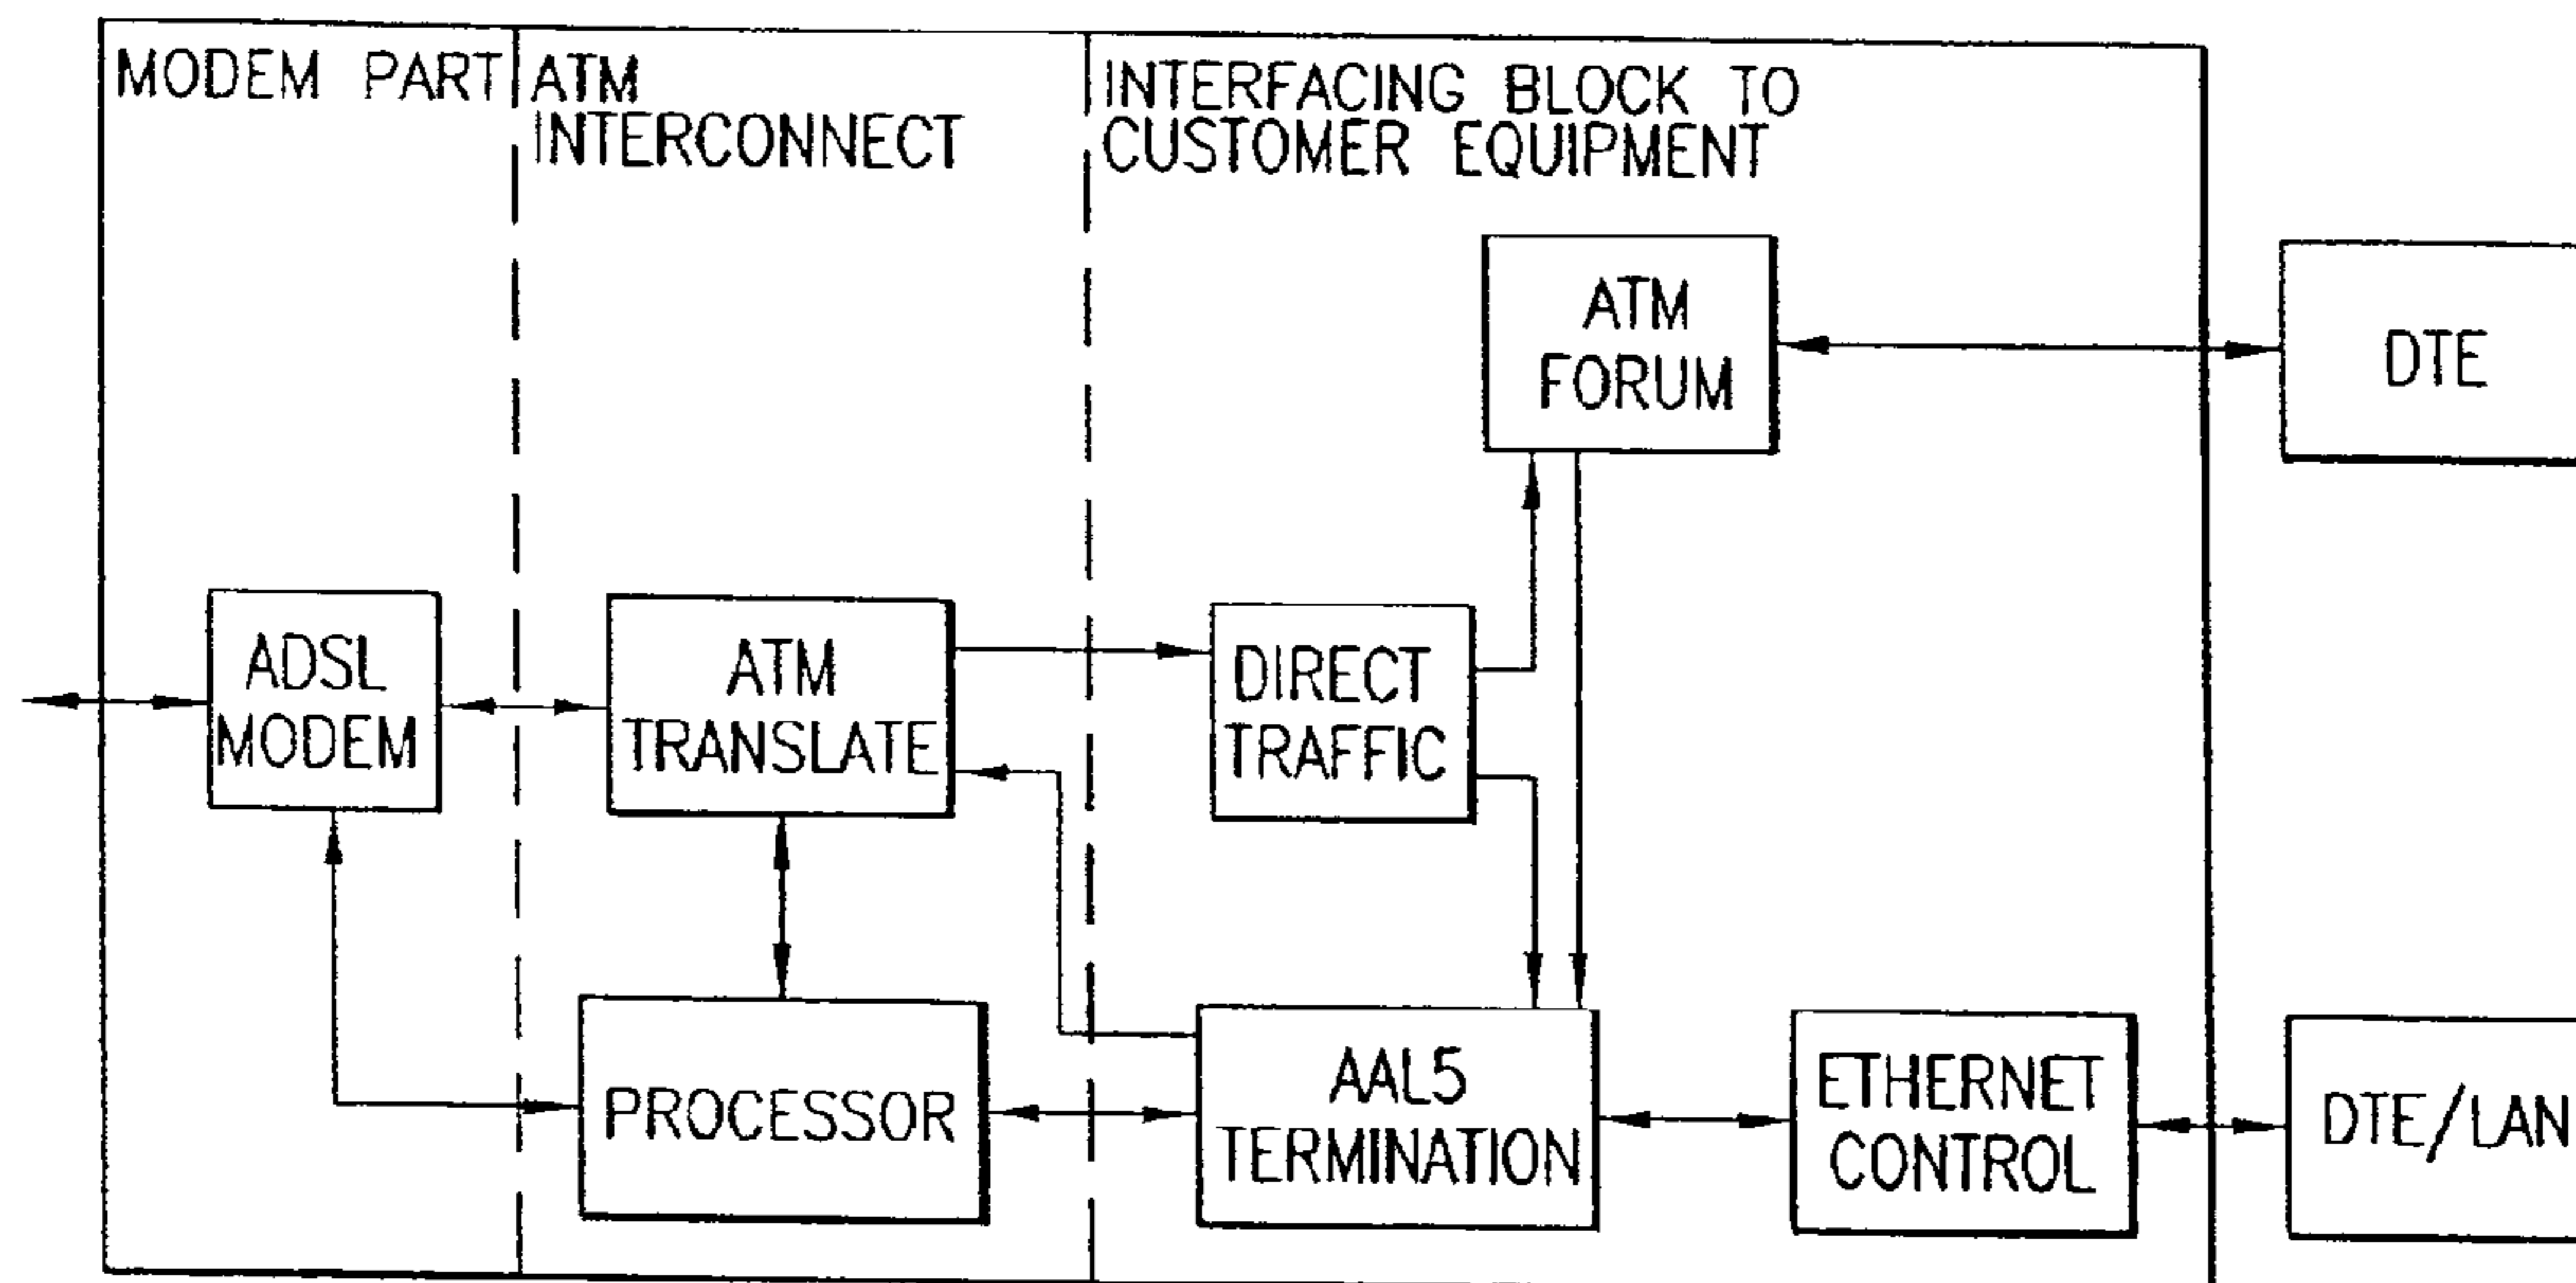 MODEM PART
ATM
INTERCONNECT
INTERFACING BLOCK TO
CUSTOMER EQUIPMENT
ATM
FORUM
DTE
ADSL
MODEM
ATM
TRANSLATE
DIRECT
TRAFFIC
PROCESSOR
AAL5
TERMINATION
ETHERNET
CONTROL
DTE/LAN